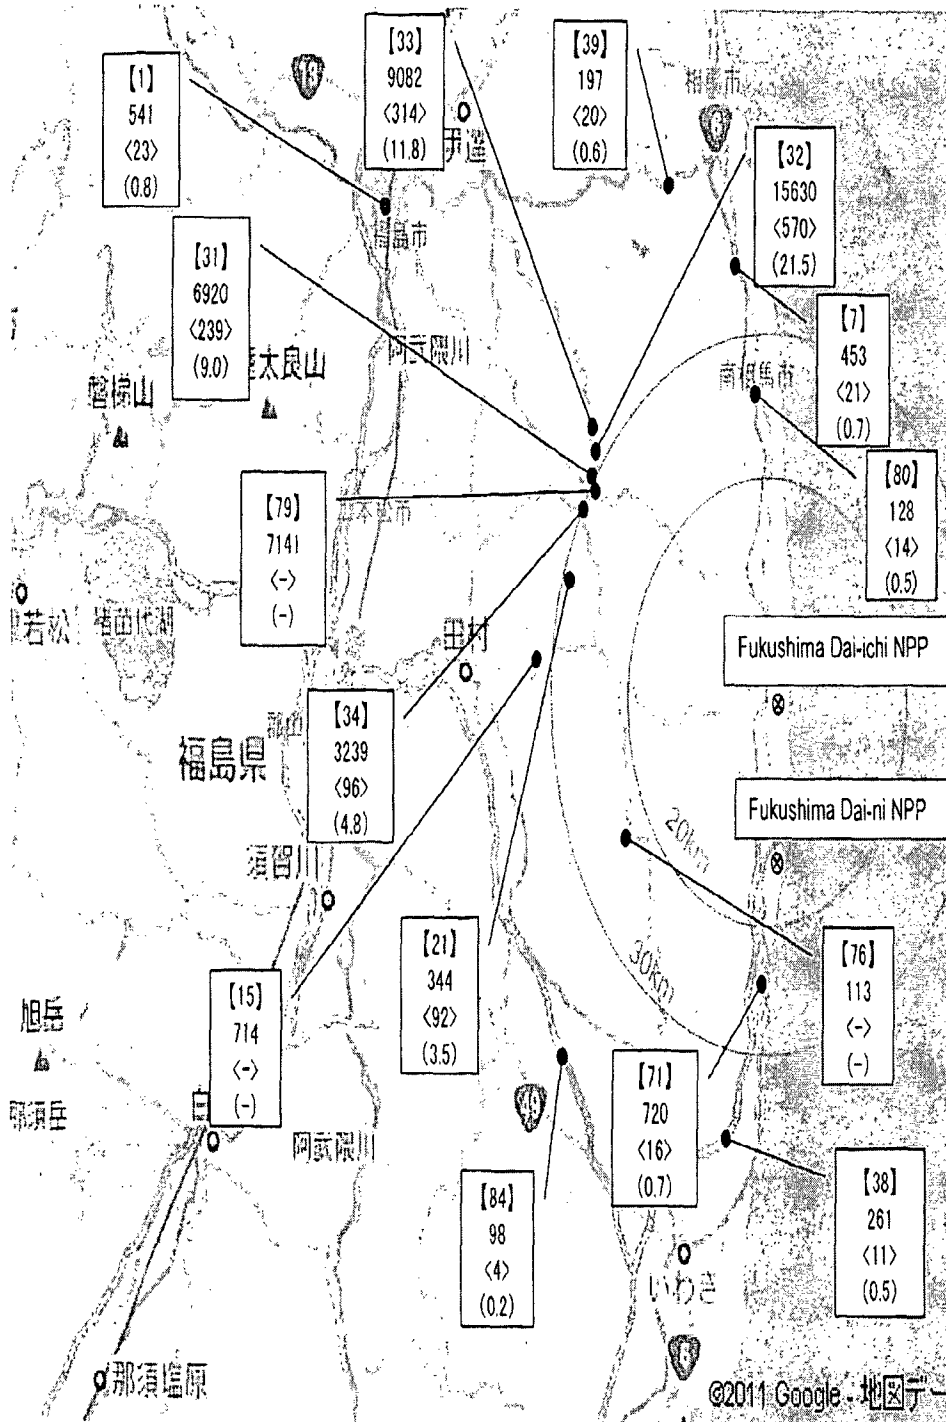 【33】
9082
<314>
(11.8)
【39】
197
<20>
(0.6)
【1】
541
<23>
(0.8)
13
相馬市
6
【32】
15630
<570>
(21.5)
福島市
【31】
6920
<239>
(9.0)
阿武隈川
太良山
磐梯山
【7】
453
<21>
(0.7)
南相馬市
【80】
128
<14>
(0.5)
【79】
7141
<->
(-)
二本松市
若松
猪苗代湖
田村
Fukushima Dai-ichi NPP
【34】
3239
<96>
(4.8)
郡山
福島県
Fukushima Dai-ni NPP
20km
須賀川
【21】
344
<92>
(3.5)
30km
【76】
113
<->
(-)
【15】
714
<->
(-)
旭岳
那須岳
白
阿武隈川
49
【71】
720
<16>
(0.7)
【38】
261
<11>
(0.5)
【84】
98
<4>
(0.2)
いわき
6
那須塩原
©2011 Google - 地図デー